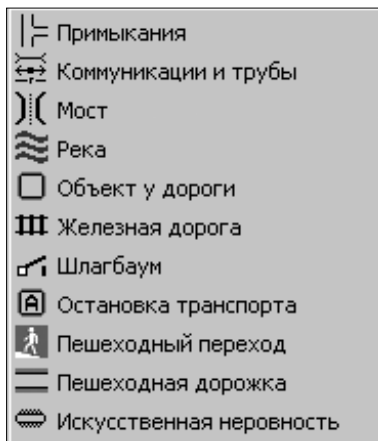 Примыкания
Коммуникации и трубы
Мост
Река
Объект у дороги
Железная дорога
Шлагбаум
А Остановка транспорта
Пешеходный переход
Пешеходная дорожка
Искусственная неровность